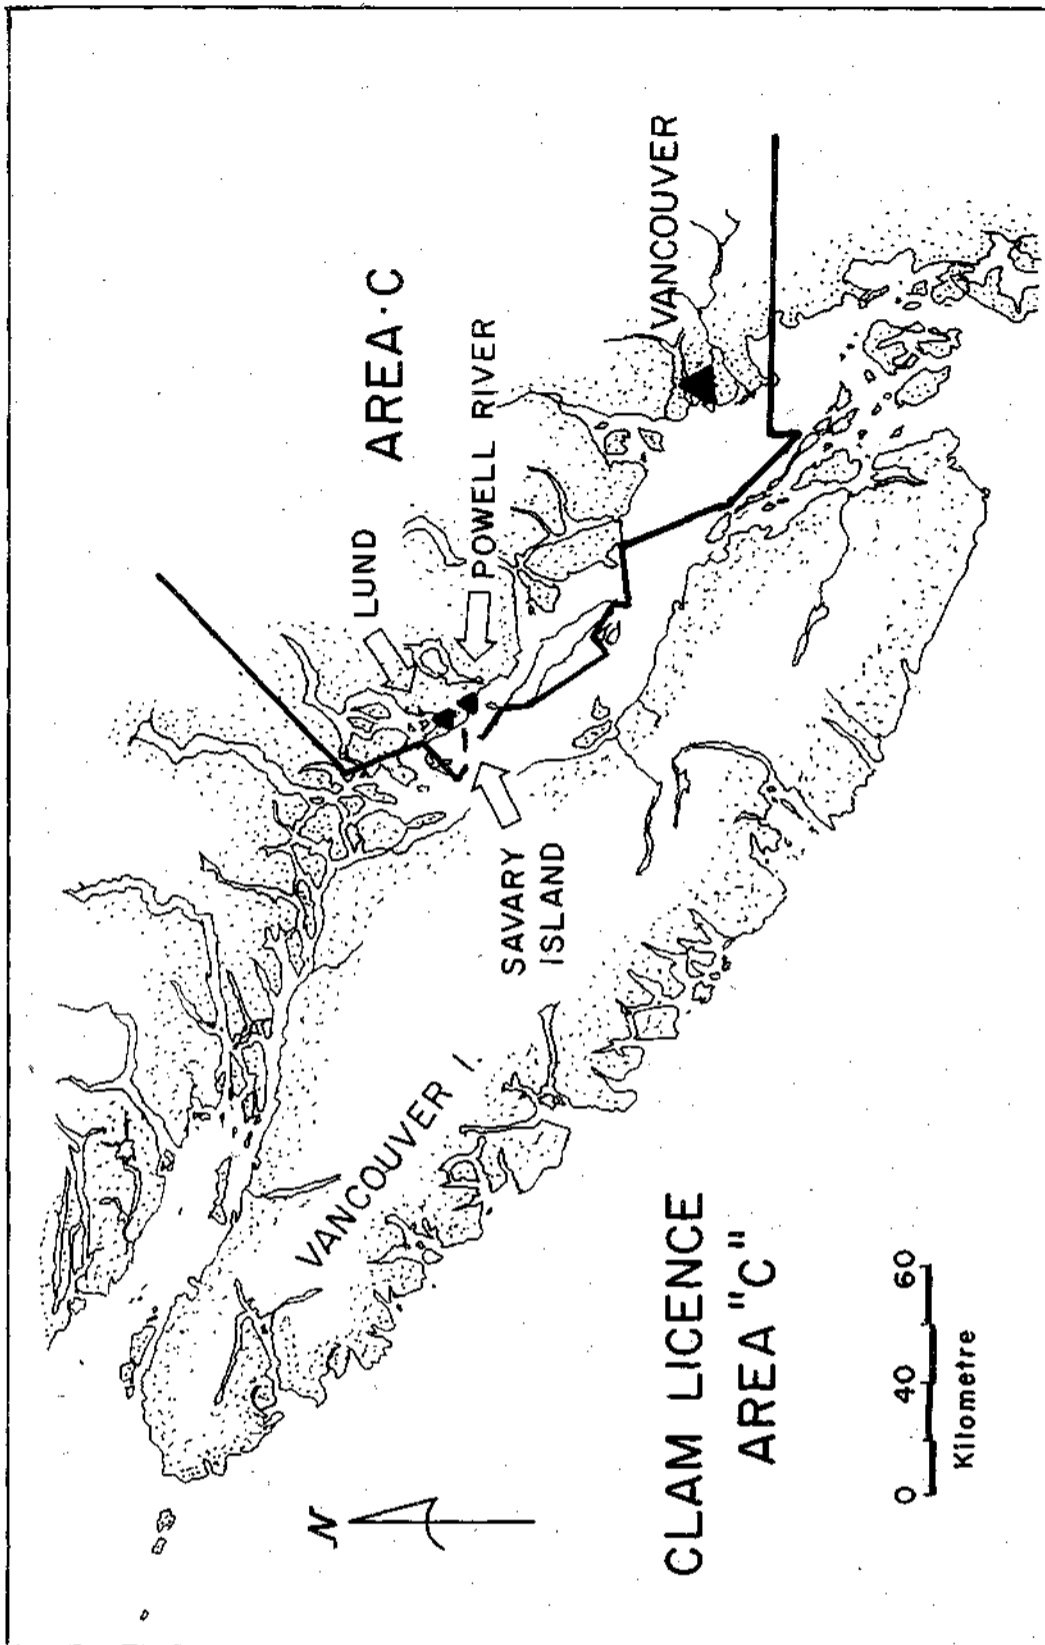 LUND
AREA·C
POWELL RIVER
VANCOUVER
SAVARY
ISLAND
VANCOUVER I.
N
CLAM LICENCE
AREA "C"
0 40 60
Kilometre